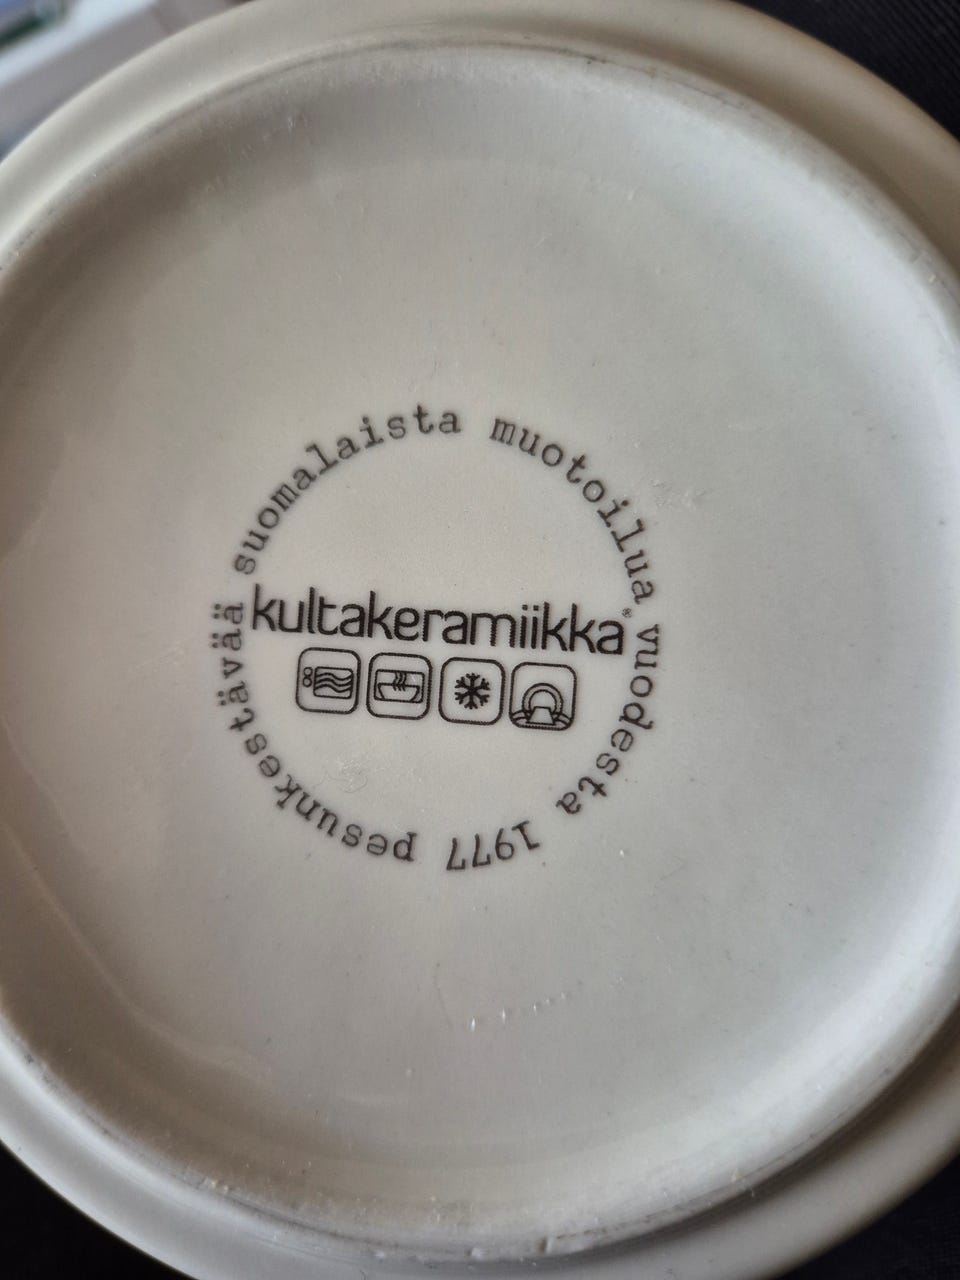 pesunkestävää suomalaista muotoilua vuodesta 1977
kultakeramiikka®